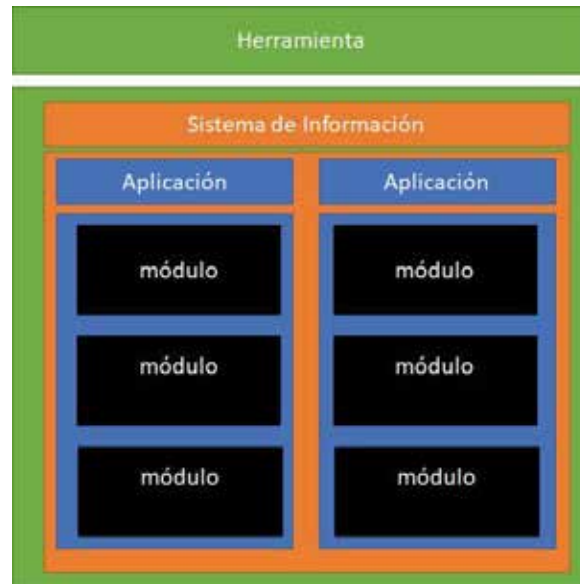 Herramienta
Sistema de Información
Aplicación
Aplicación
módulo
módulo
módulo
módulo
módulo
módulo